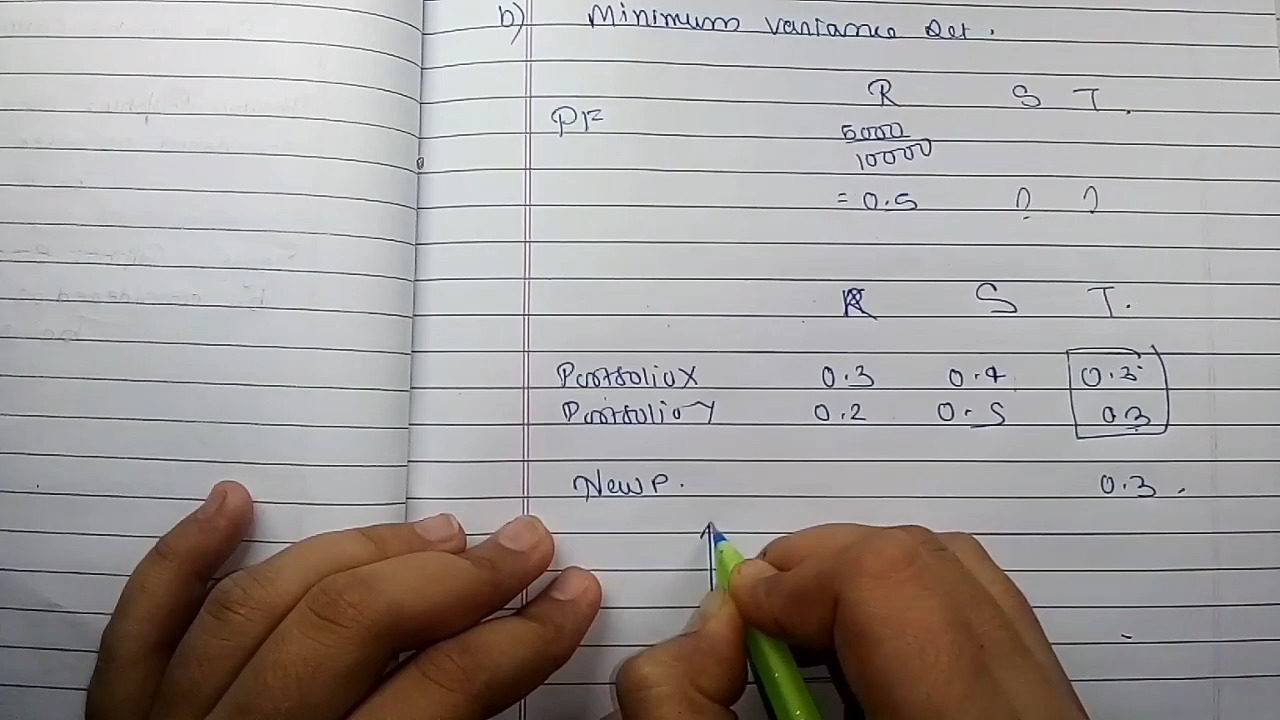 b) Minimum variance Set.
R S T.
PF
5000
10000
= 0.5 ? ?
R S T.
Portfolio X 0.3 0.4 0.3
Portfolio Y 0.2 0.5 0.3
New P. 0.3.